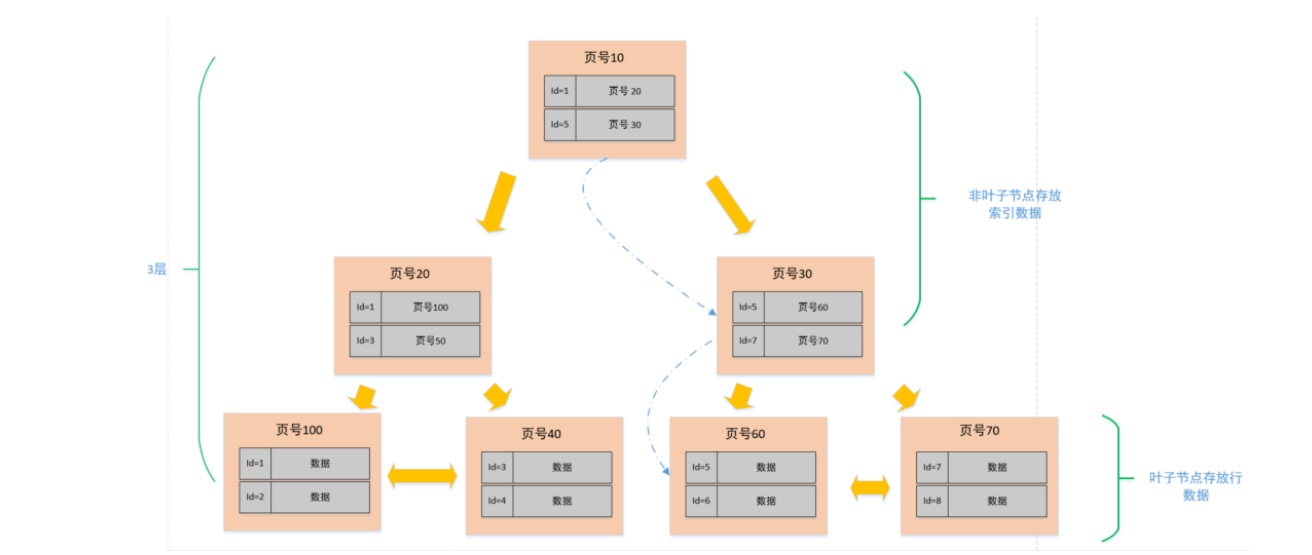 页号10
Id=1 页号 20
Id=5 页号 30
非叶子节点存放
索引数据
3层
页号20
Id=1 页号100
Id=3 页号50
页号30
Id=5 页号60
Id=7 页号70
页号100
Id=1 数据
Id=2 数据
页号40
Id=3 数据
Id=4 数据
页号60
Id=5 数据
Id=6 数据
页号70
Id=7 数据
Id=8 数据
叶子节点存放行
数据